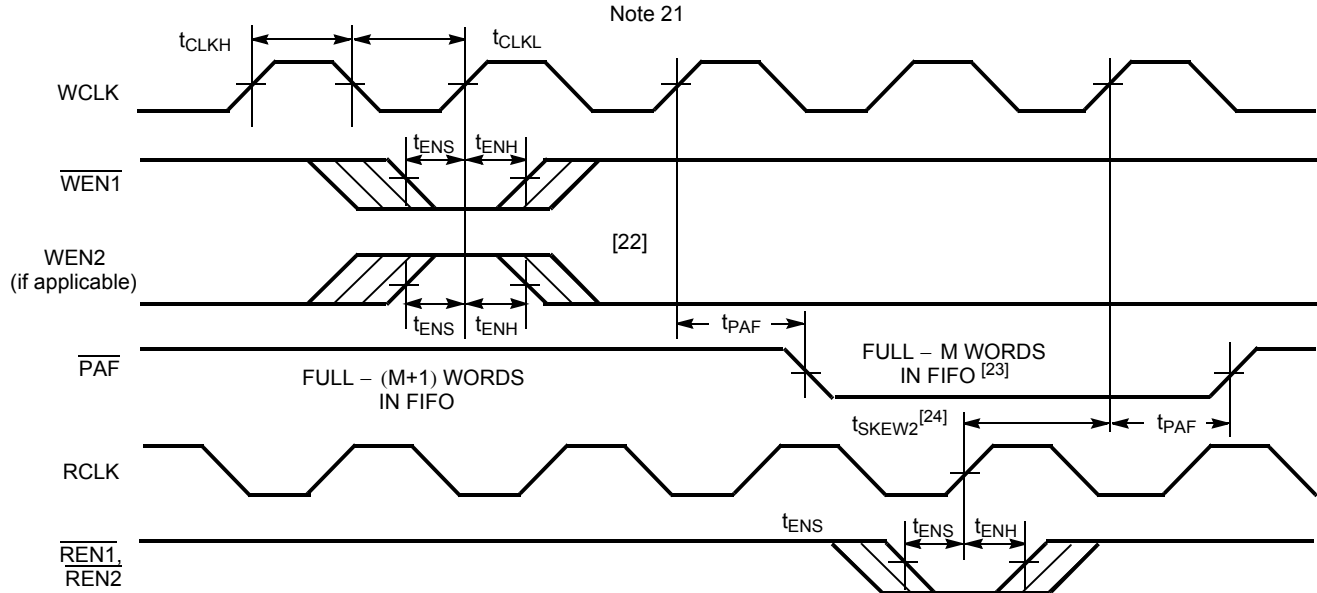 Note 21
tCLKH
tCLKL
WCLK
tENS
tENH
WEN1
WEN2
(if applicable)
[22]
tENS
tENH
tPAF
PAF
FULL − (M+1) WORDS
IN FIFO
FULL − M WORDS
IN FIFO [23]
tSKEW2[24]
tPAF
RCLK
tENS
tENS
tENH
REN1,
REN2